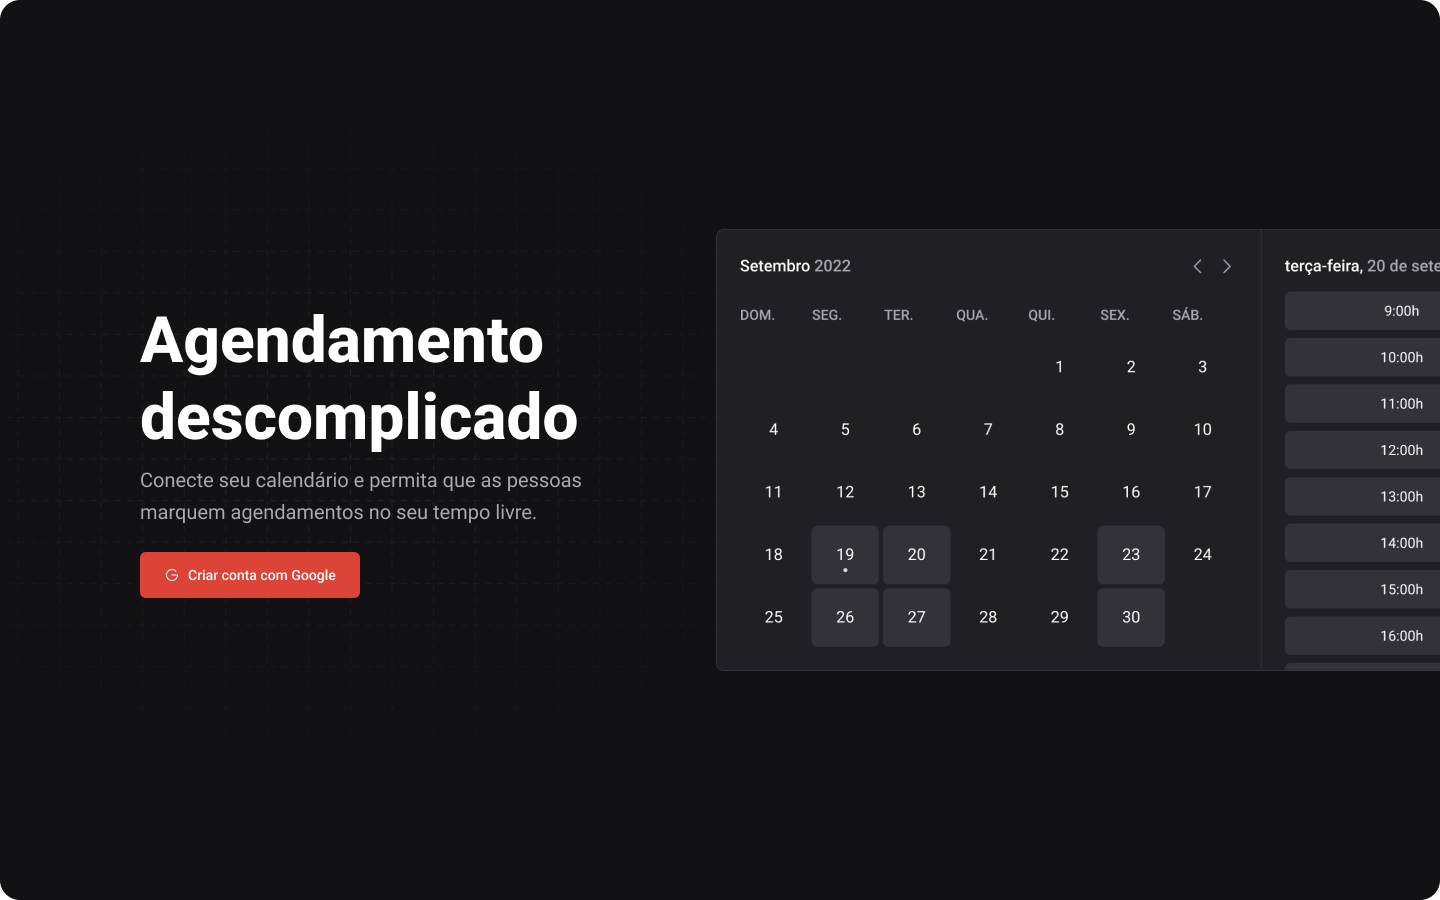 Agendamento
descomplicado
Conecte seu calendário e permita que as pessoas
marquem agendamentos no seu tempo livre.
Criar conta com Google
Setembro 2022
DOM. SEG. TER. QUA. QUI. SEX. SÁB.
1 2 3
4 5 6 7 8 9 10
11 12 13 14 15 16 17
18 19 20 21 22 23 24
25 26 27 28 29 30
terça-feira, 20 de sete
9:00h
10:00h
11:00h
12:00h
13:00h
14:00h
15:00h
16:00h